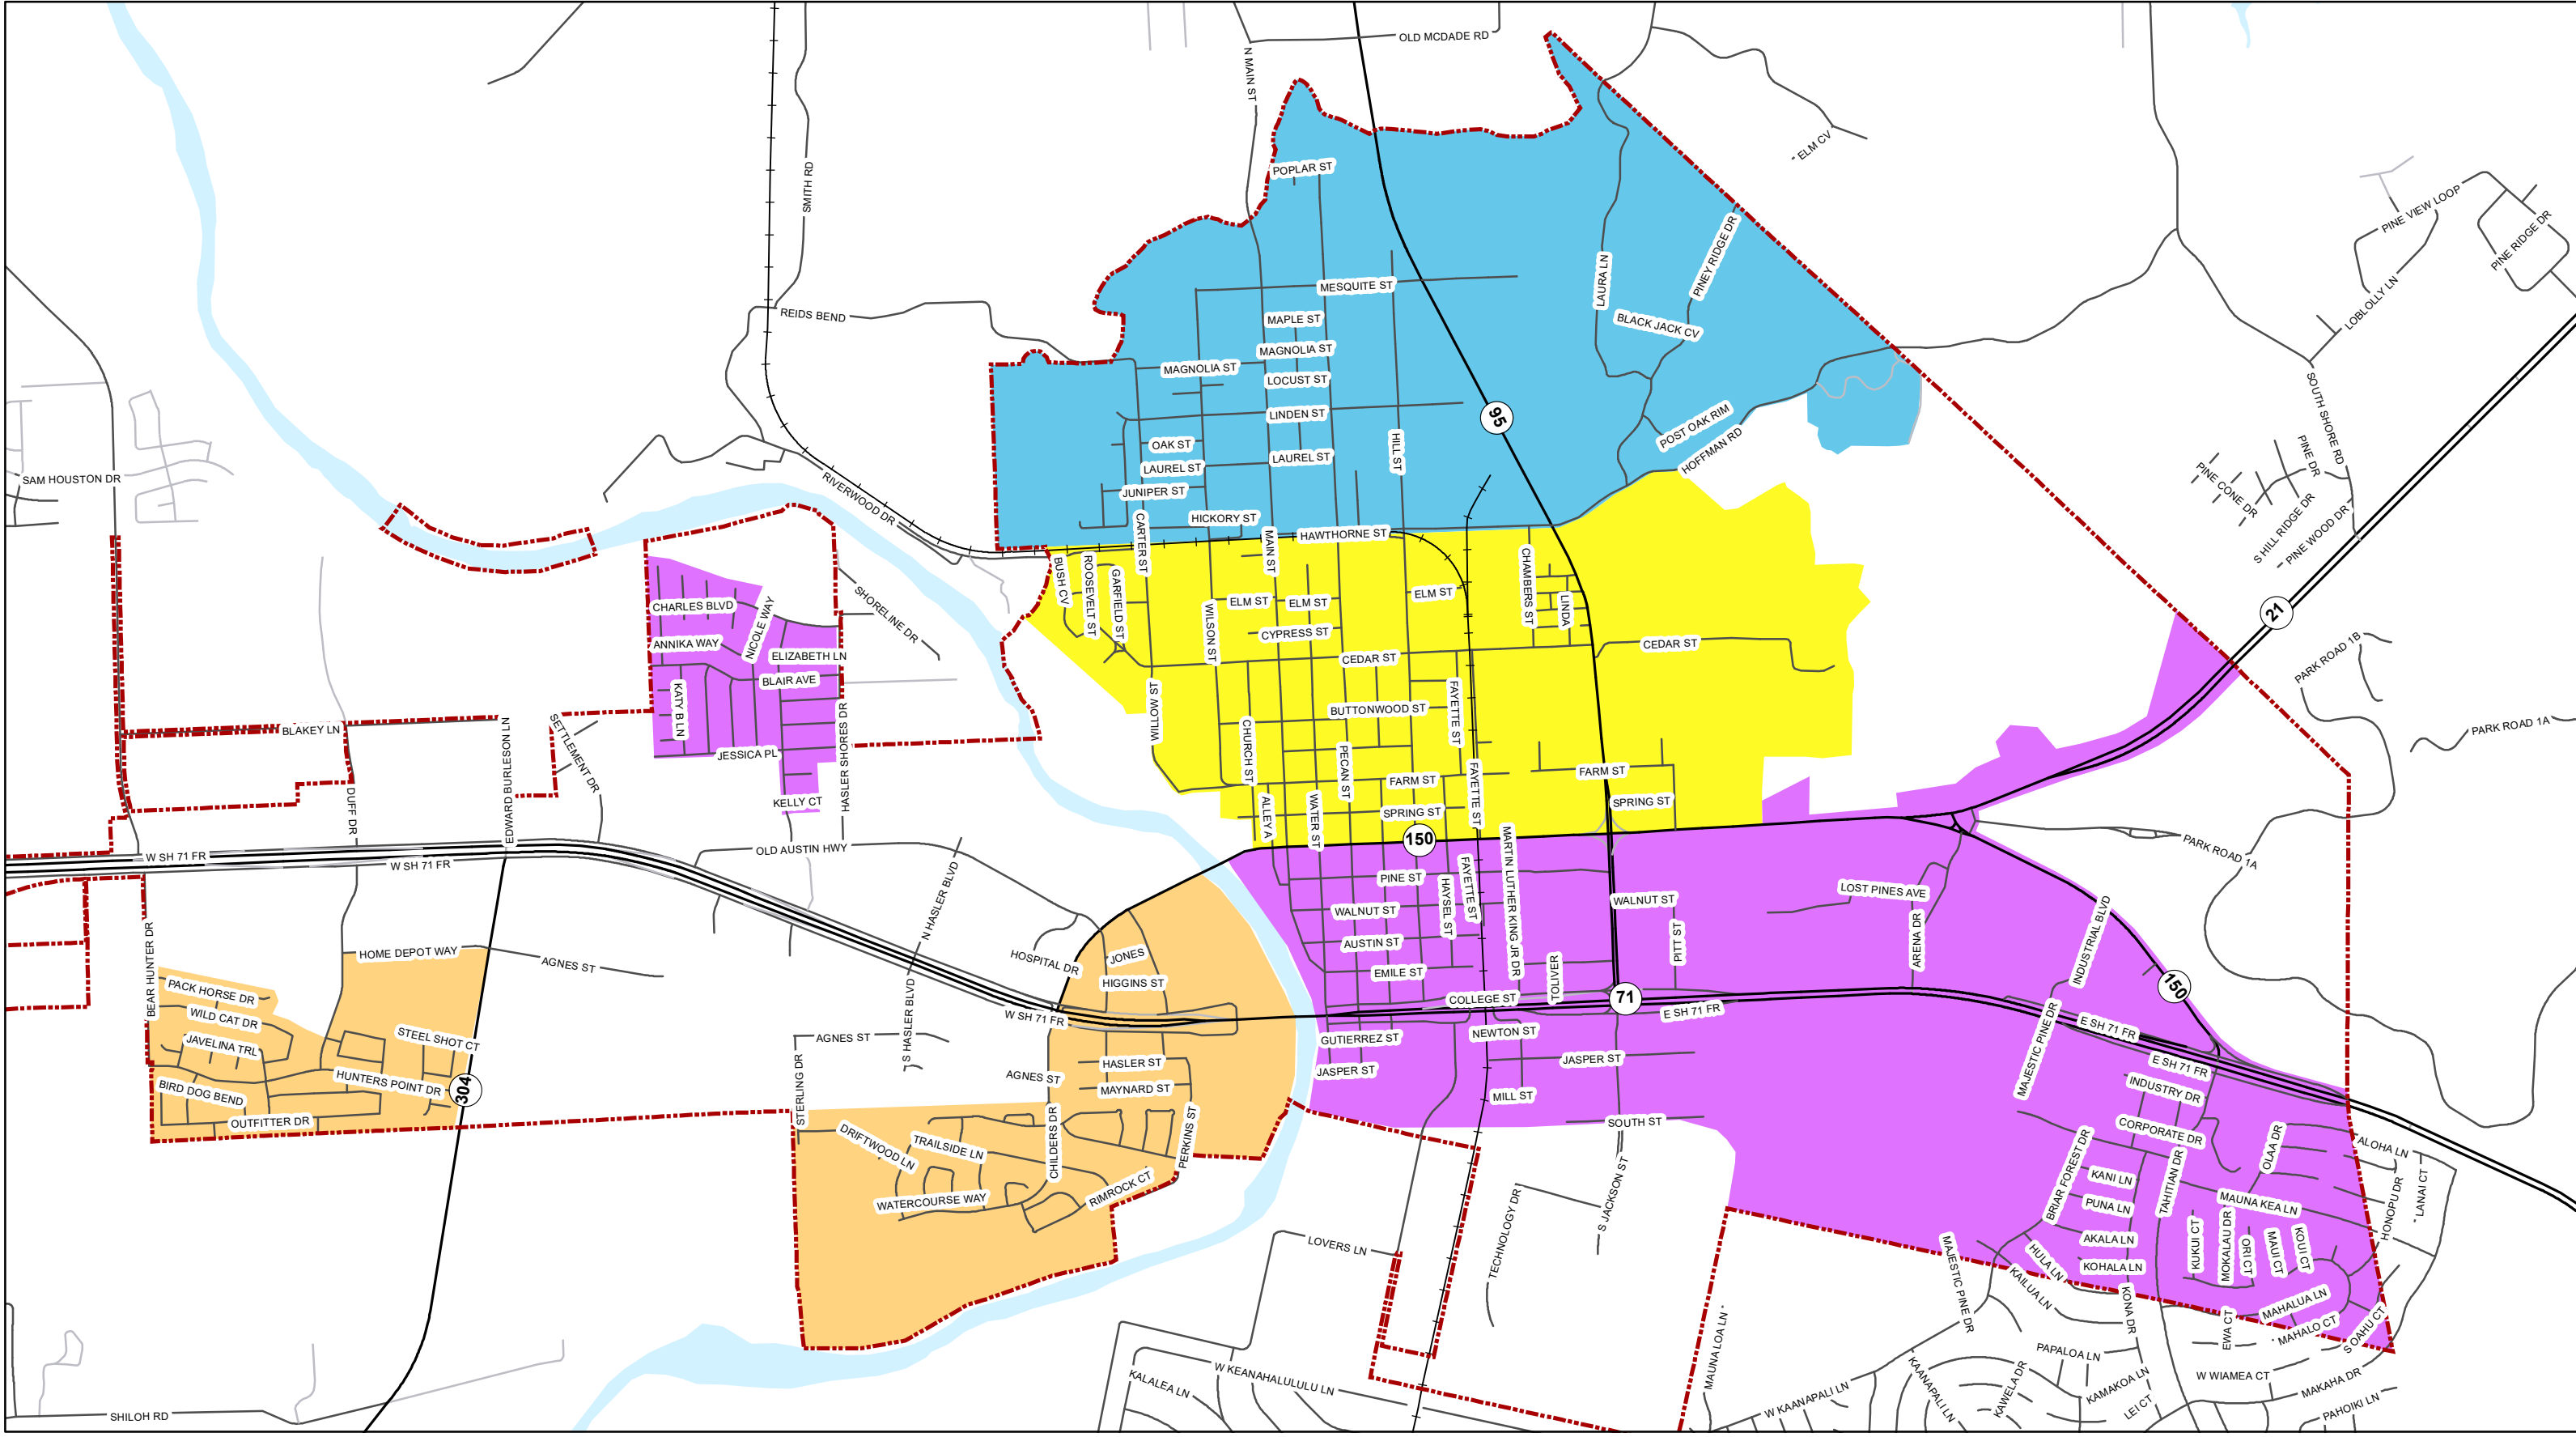 OLD MCDADE RD
N MAIN ST
ELM CV
SMITH RD
POPLAR ST
PINE VIEW LOOP
PINE RIDGE DR
PINEY RIDGE DR
LAURA LN
MESQUITE ST
REIDS BEND
MAPLE ST
BLACK JACK CV
LOBLOLLY LN
MAGNOLIA ST
MAGNOLIA ST
LOCUST ST
SOUTH SHORE RD
LINDEN ST
95
POST OAK RIM
OAK ST
HILL ST
HOFFMAN RD
LAUREL ST
LAUREL ST
PINE DR
SAM HOUSTON DR
JUNIPER ST
PINE CONE DR
RIVERWOOD DR
HICKORY ST
S HILL RIDGE DR
PINE WOOD DR
CARTER ST
MAIN ST
HAWTHORNE ST
BUSH CV
ROOSEVELT ST
GARFIELD ST
CHAMBERS ST
LINDA
CHARLES BLVD
NICOLE WAY
SHORELINE DR
WILSON ST
ELM ST
ELM ST
ELM ST
21
CYPRESS ST
ANNIKA WAY
ELIZABETH LN
CEDAR ST
CEDAR ST
PARK ROAD 1B
BLAIR AVE
KATY B LN
WILLOW ST
FAYETTE ST
BUTTONWOOD ST
PARK ROAD 1A
BLAKEY LN
EDWARD BURLESON LN
SETTLEMENT DR
JESSICA PL
HASLER SHORES DR
CHURCH ST
PECAN ST
FARM ST
FARM ST
FAYETTE ST
DUFF DR
KELLY CT
ALLEY A
WATER ST
SPRING ST
SPRING ST
150
W SH 71 FR
W SH 71 FR
OLD AUSTIN HWY
MARTIN LUTHER KING JR DR
PARK ROAD 1A
PINE ST
HAYSEL ST
FAYETTE ST
N HASLER BLVD
WALNUT ST
WALNUT ST
LOST PINES AVE
INDUSTRIAL BLVD
BEAR HUNTER DR
HOME DEPOT WAY
AGNES ST
HOSPITAL DR
JONES
AUSTIN ST
PITT ST
ARENA DR
EMILE ST
TOLIVER
PACK HORSE DR
HIGGINS ST
150
COLLEGE ST
71
E SH 71 FR
WILD CAT DR
W SH 71 FR
S HASLER BLVD
MAJESTIC PINE DR
E SH 71 FR
JAVELINA TRL
STEEL SHOT CT
AGNES ST
NEWTON ST
GUTIERREZ ST
HASLER ST
JASPER ST
JASPER ST
E SH 71 FR
HUNTERS POINT DR
304
STERLING DR
AGNES ST
MAYNARD ST
BIRD DOG BEND
MILL ST
INDUSTRY DR
OUTFITTER DR
SOUTH ST
CORPORATE DR
DRIFTWOOD LN
TRAILSIDE LN
CHILDERS DR
PERKINS ST
OLAA DR
ALOHA LN
WATERCOURSE WAY
RIMROCK CT
S JACKSON ST
TECHNOLOGY DR
BRIAR FOREST DR
KANI LN
TAHITIAN DR
PUNA LN
MAUNA KEA LN
HONOPU DR
LANAI CT
LOVERS LN
AKALA LN
KUKUI CT
MOKALAU DR
ORI CT
MAUI CT
KOUI CT
MAJESTIC PINE DR
HULA LN
KOHALA LN
KAILUA LN
KONA DR
MAHALUA LN
EWA CT
MAHALO CT
S OAHU CT
MAUNA LOA LN
PAPALOA LN
W KEANAHALULULU LN
KALALEA LN
KAANAPALI LN
KAWELA DR
KAMAKOA LN
W WIAMEA CT
MAKAHA DR
W KAANAPALI LN
LEI CT
PAHOIKI LN
SHILOH RD